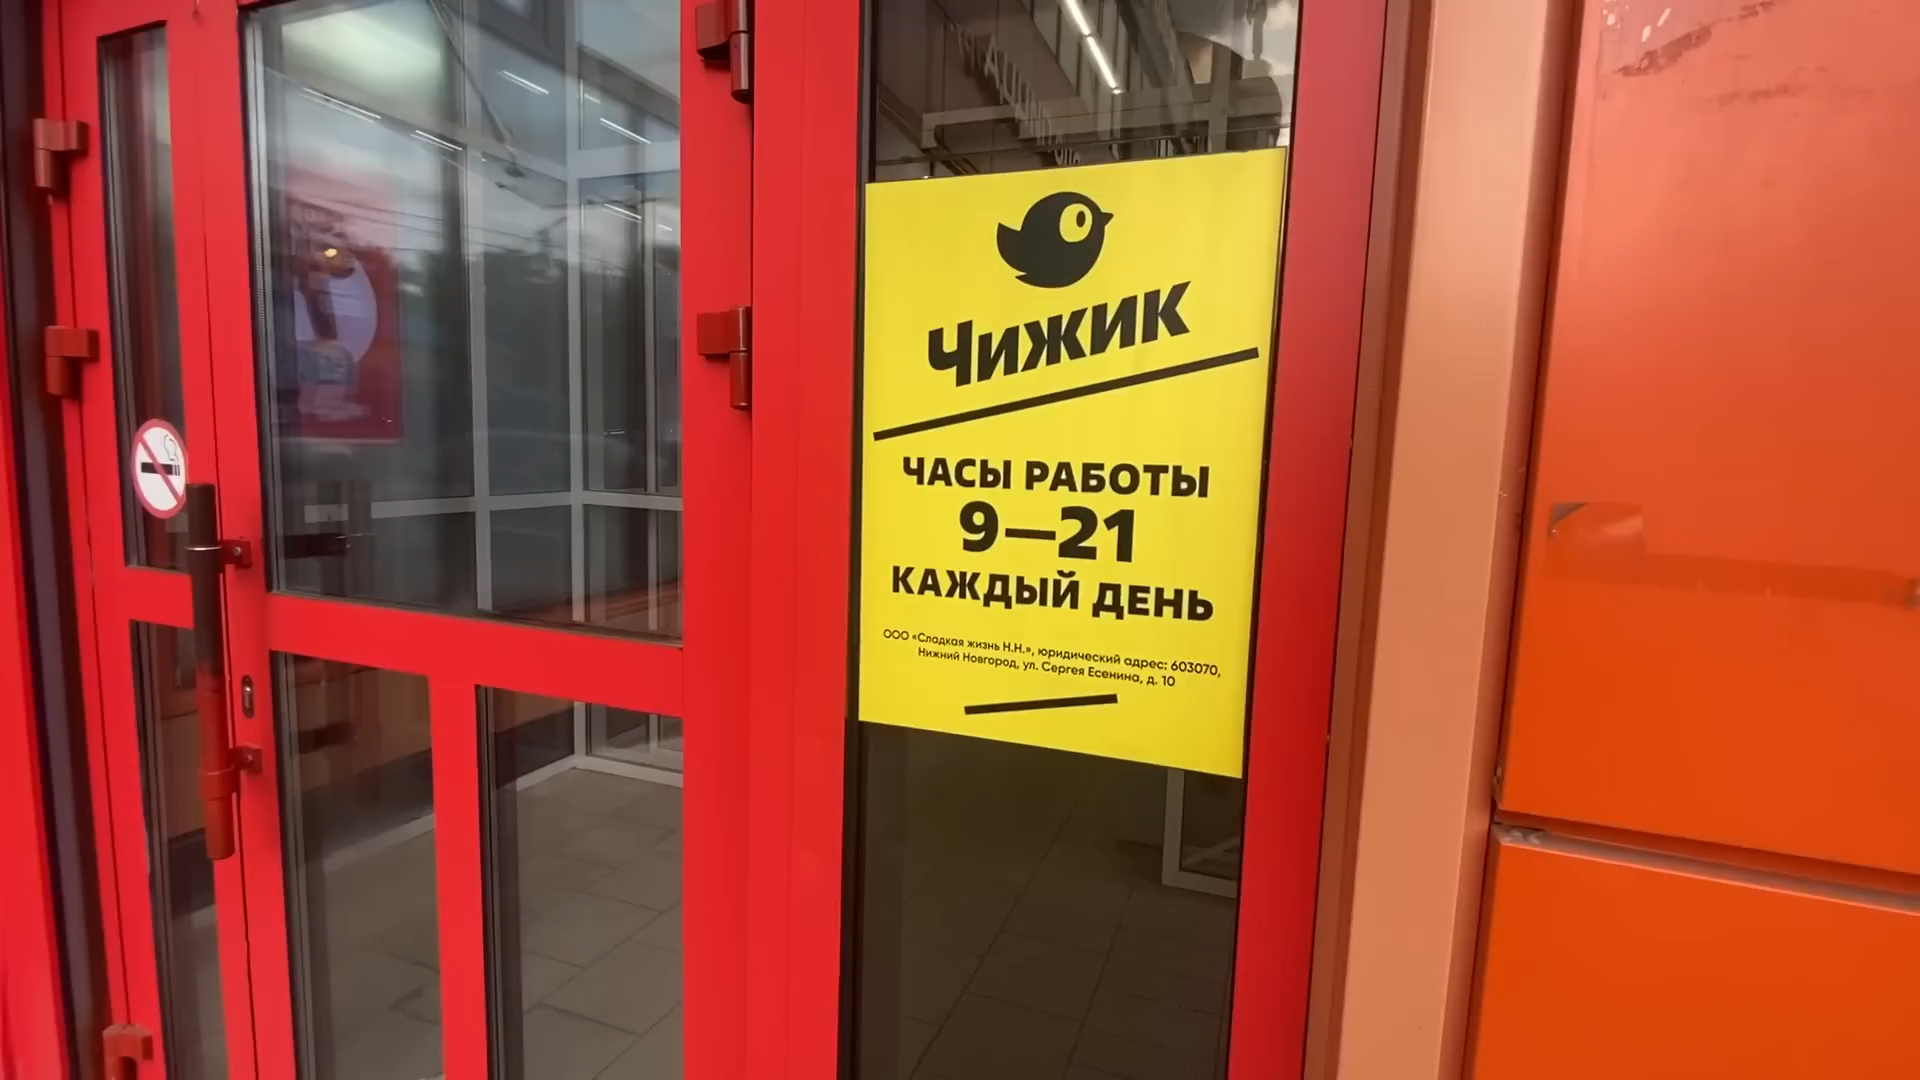 Чижик
ЧАСЫ РАБОТЫ
9—21
КАЖДЫЙ ДЕНЬ
ООО «Сладкая жизнь Н.Н.», юридический адрес: 603070,
Нижний Новгород, ул. Сергея Есенина, д. 10